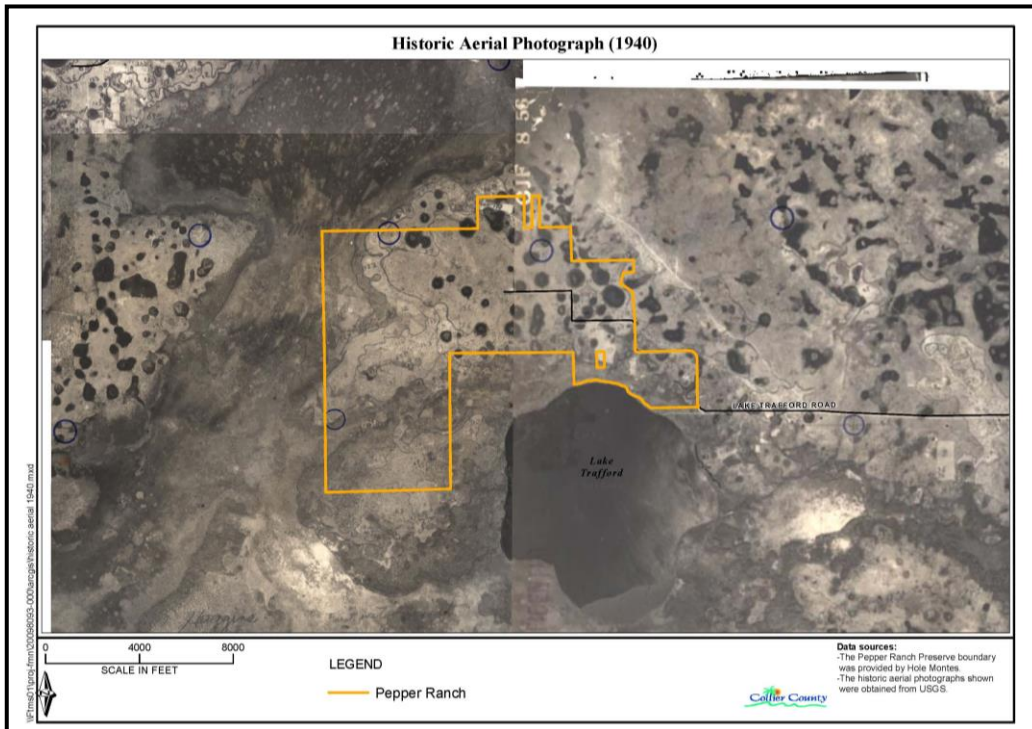 Historic Aerial Photograph (1940)
LAKE TRAFFORD ROAD
Lake
Trafford
0 4000 8000
SCALE IN FEET
LEGEND
Pepper Ranch
Collier County
Data sources:
-The Pepper Ranch Preserve boundary
was provided by Hole Montes.
-The historic aerial photographs shown
were obtained from USGS.